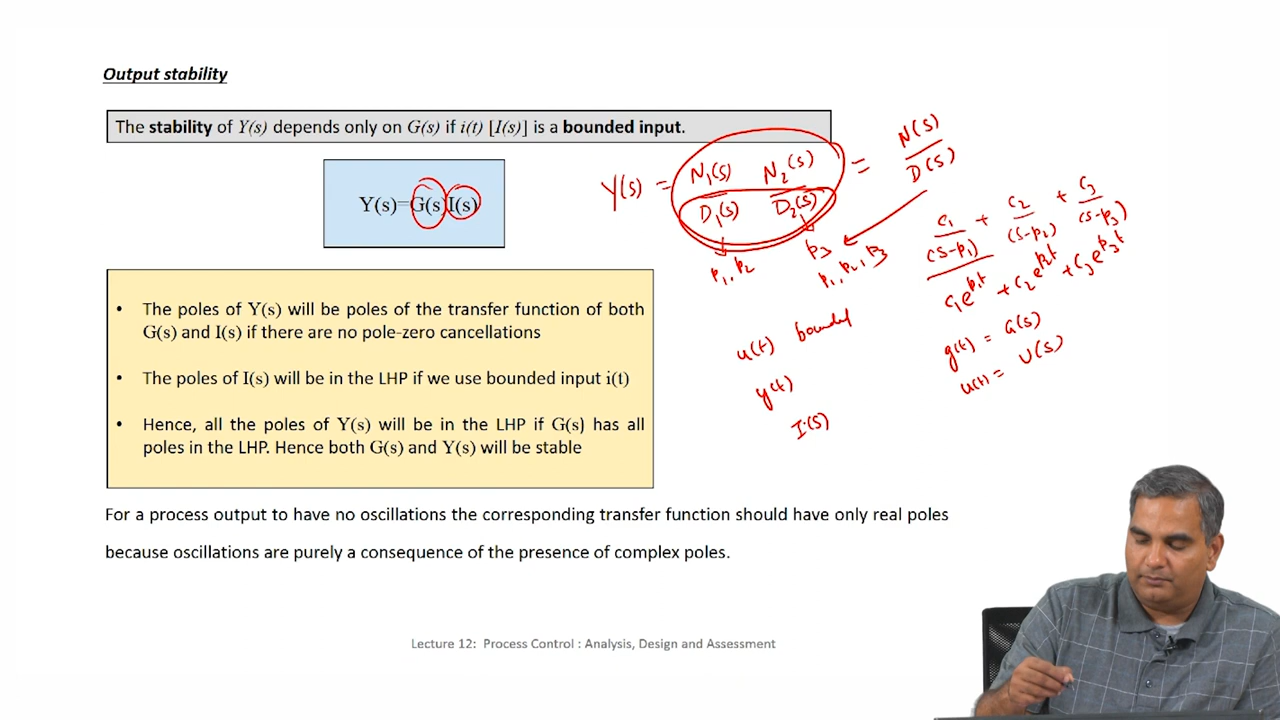 Output stability
The stability of Y(s) depends only on G(s) if i(t) [I(s)] is a bounded input.
Y(s)=G(s)I(s)
Y(s) = N₁(s) N₂(s) = N(s)
D₁(s) D₂(s) D(s)
p₁, p₂ p₃
p₁, p₂, p₃
c₁ + c₂ + c₃
(s-p₁) (s-p₂) (s-p₃)
c₁e^p₁t + c₂e^p₂t + c₃e^p₃t
u(t) bounded
y(t)
I(s)
g(t) = G(s)
u(t) = U(s)
• The poles of Y(s) will be poles of the transfer function of both
G(s) and I(s) if there are no pole-zero cancellations
• The poles of I(s) will be in the LHP if we use bounded input i(t)
• Hence, all the poles of Y(s) will be in the LHP if G(s) has all
poles in the LHP. Hence both G(s) and Y(s) will be stable
For a process output to have no oscillations the corresponding transfer function should have only real poles
because oscillations are purely a consequence of the presence of complex poles.
Lecture 12: Process Control : Analysis, Design and Assessment